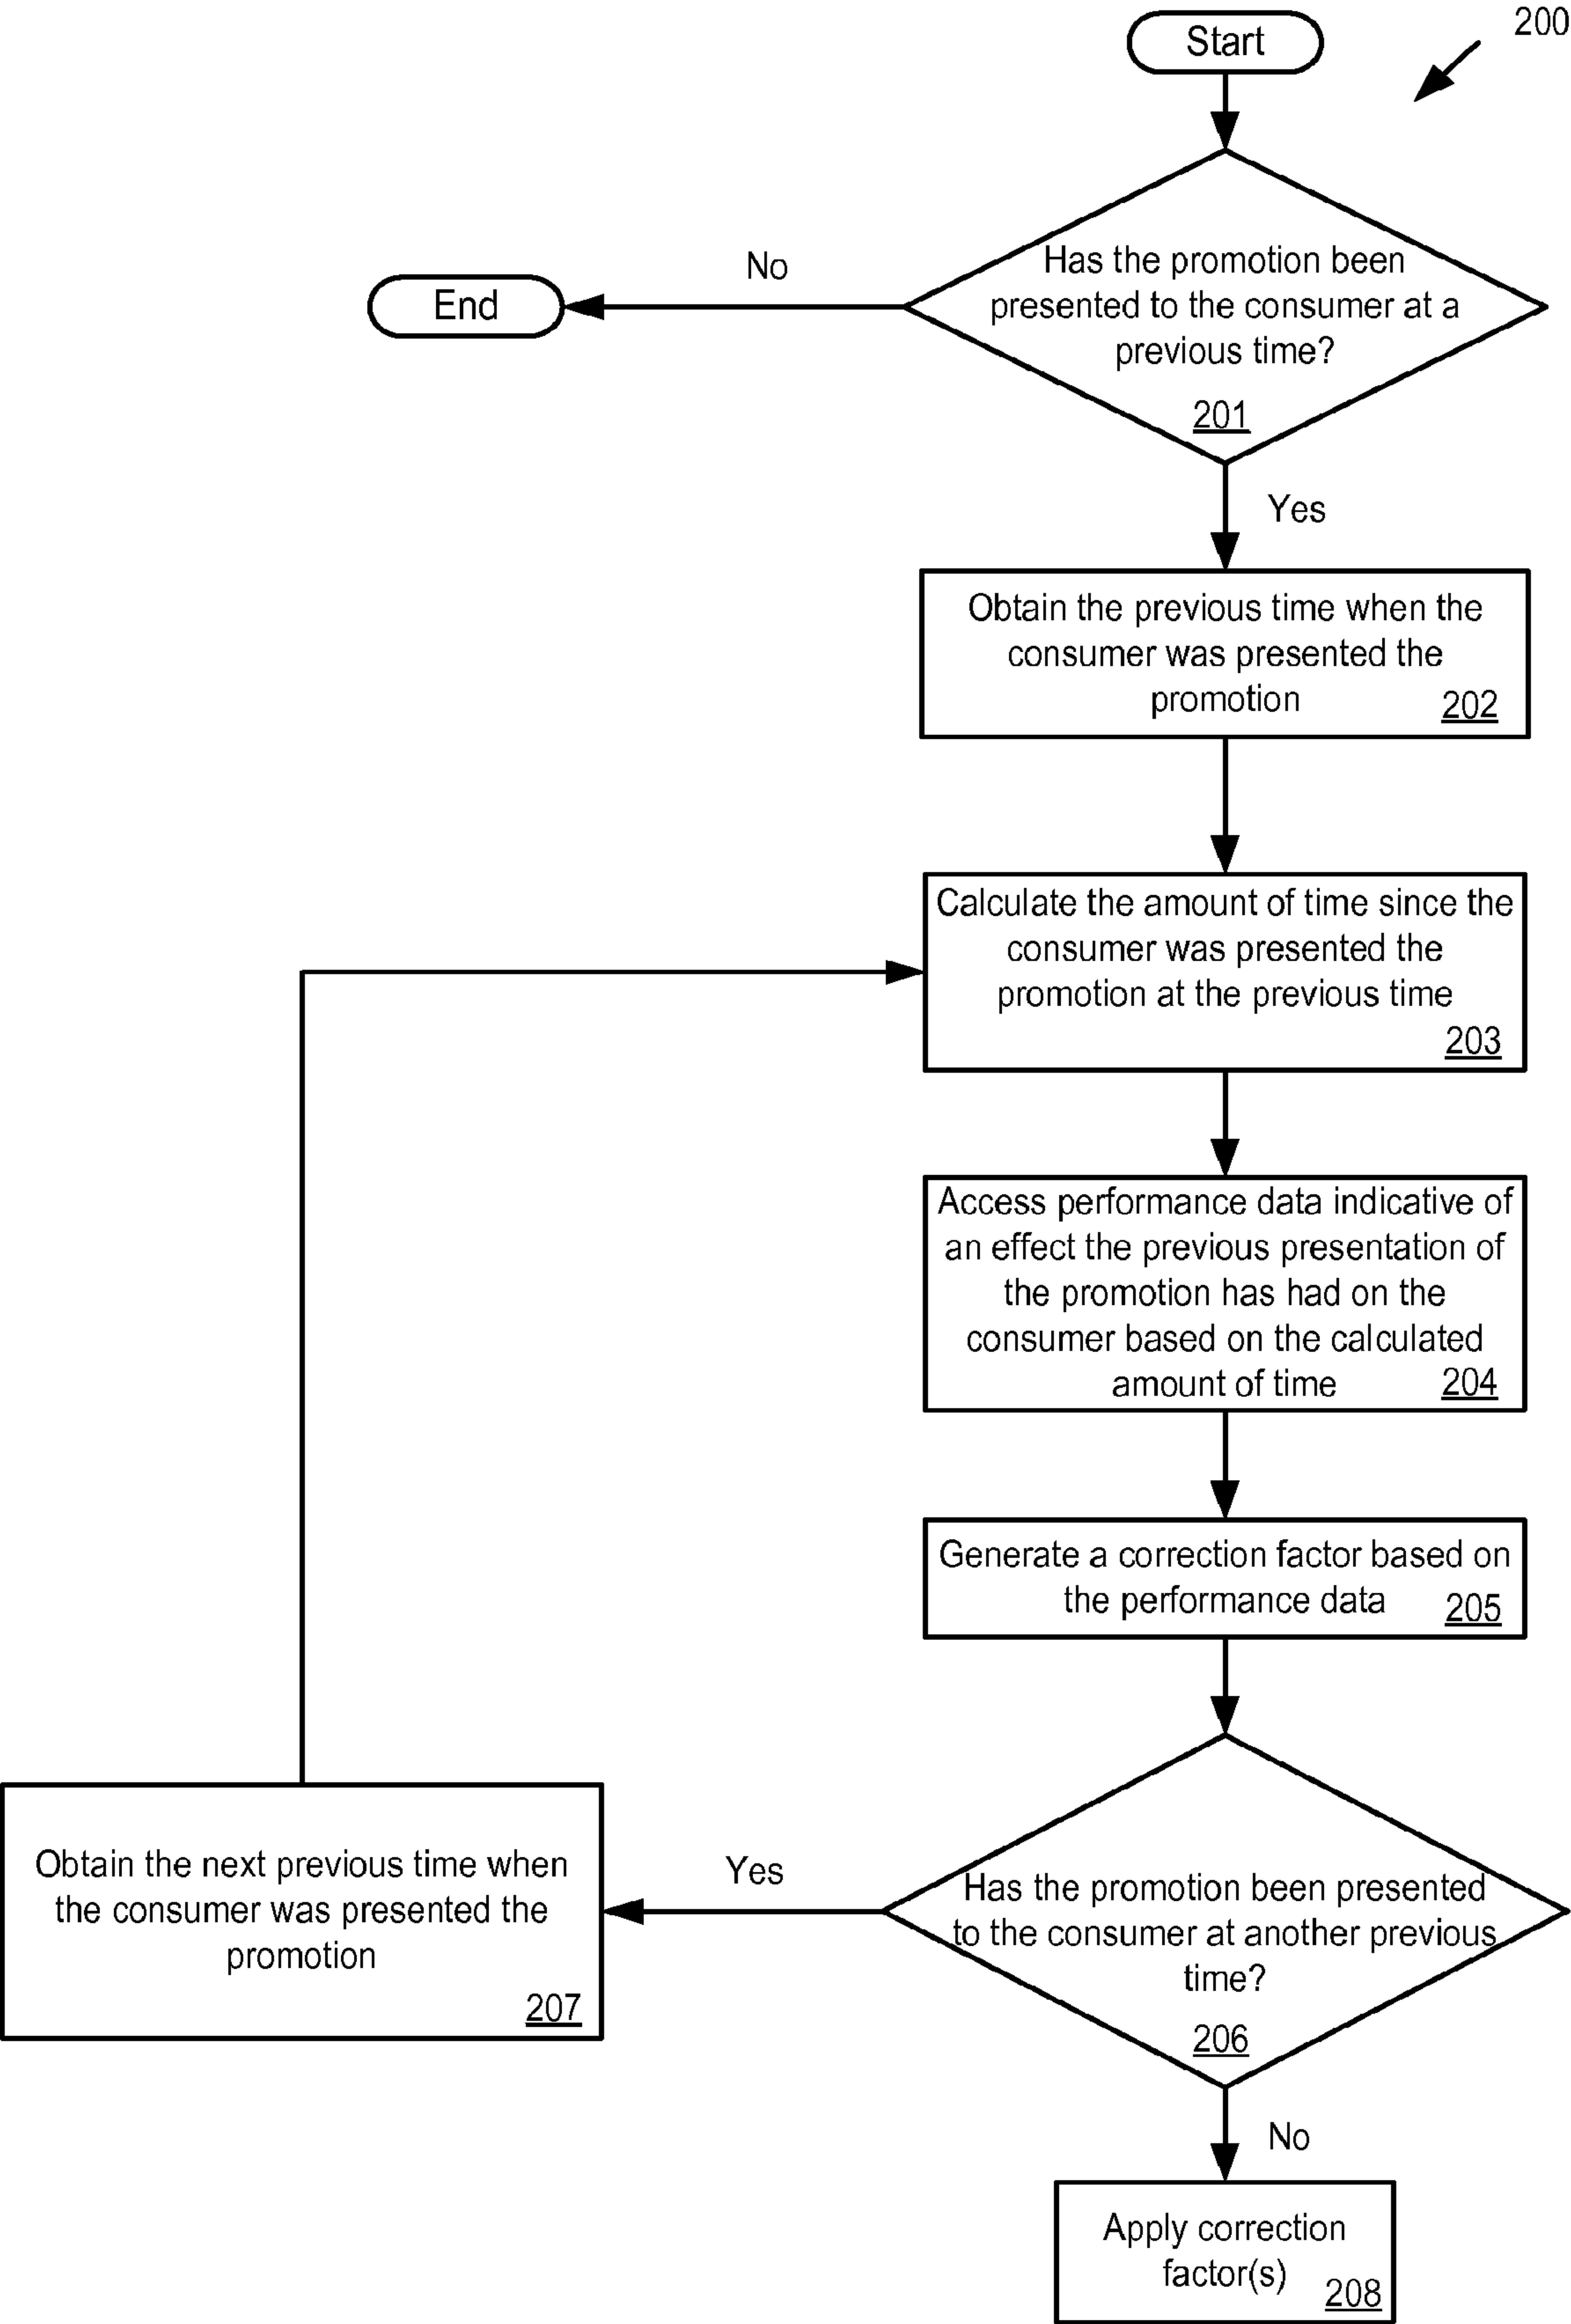 200
Start
Has the promotion been
presented to the consumer at a
previous time?
201
No
End
Yes
Obtain the previous time when the
consumer was presented the
promotion
202
Calculate the amount of time since the
consumer was presented the
promotion at the previous time
203
Access performance data indicative of
an effect the previous presentation of
the promotion has had on the
consumer based on the calculated
amount of time
204
Generate a correction factor based on
the performance data
205
Has the promotion been presented
to the consumer at another previous
time?
206
Yes
Obtain the next previous time when
the consumer was presented the
promotion
207
No
Apply correction
factor(s)
208